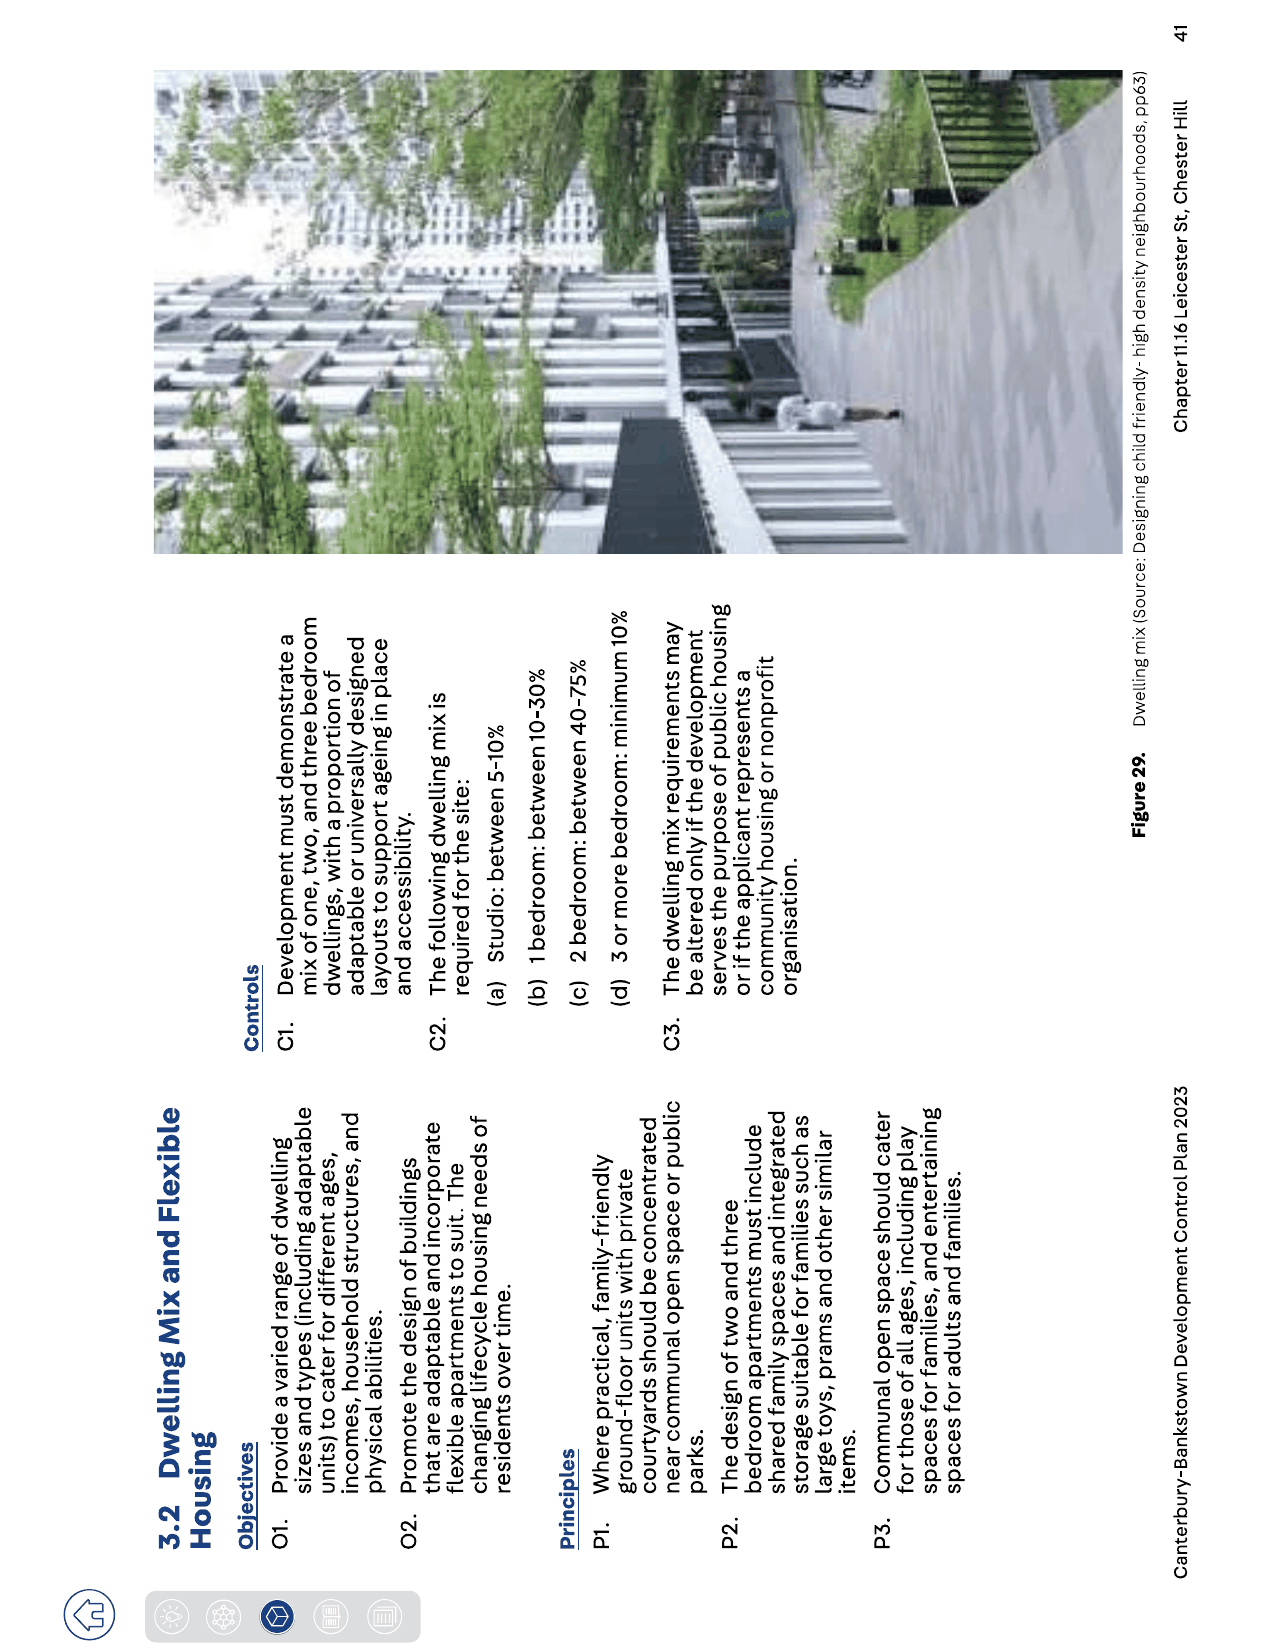 3.2 Dwelling Mix and Flexible
Housing
Objectives
O1. Provide a varied range of dwelling
sizes and types (including adaptable
units) to cater for different ages,
incomes, household structures, and
physical abilities.
O2. Promote the design of buildings
that are adaptable and incorporate
flexible apartments to suit. The
changing lifecycle housing needs of
residents over time.
Principles
P1. Where practical, family-friendly
ground-floor units with private
courtyards should be concentrated
near communal open space or public
parks.
P2. The design of two and three
bedroom apartments must include
shared family spaces and integrated
storage suitable for families such as
large toys, prams and other similar
items.
P3. Communal open space should cater
for those of all ages, including play
spaces for families, and entertaining
spaces for adults and families.
Controls
C1. Development must demonstrate a
mix of one, two, and three bedroom
dwellings, with a proportion of
adaptable or universally designed
layouts to support ageing in place
and accessibility.
C2. The following dwelling mix is
required for the site:
(a) Studio: between 5-10%
(b) 1 bedroom: between 10-30%
(c) 2 bedroom: between 40-75%
(d) 3 or more bedroom: minimum 10%
C3. The dwelling mix requirements may
be altered only if the development
serves the purpose of public housing
or if the applicant represents a
community housing or nonprofit
organisation.
Figure 29. Dwelling mix (Source: Designing child friendly- high density neighbourhoods, pp63)
Canterbury-Bankstown Development Control Plan 2023
Chapter 11.16 Leicester St, Chester Hill 41